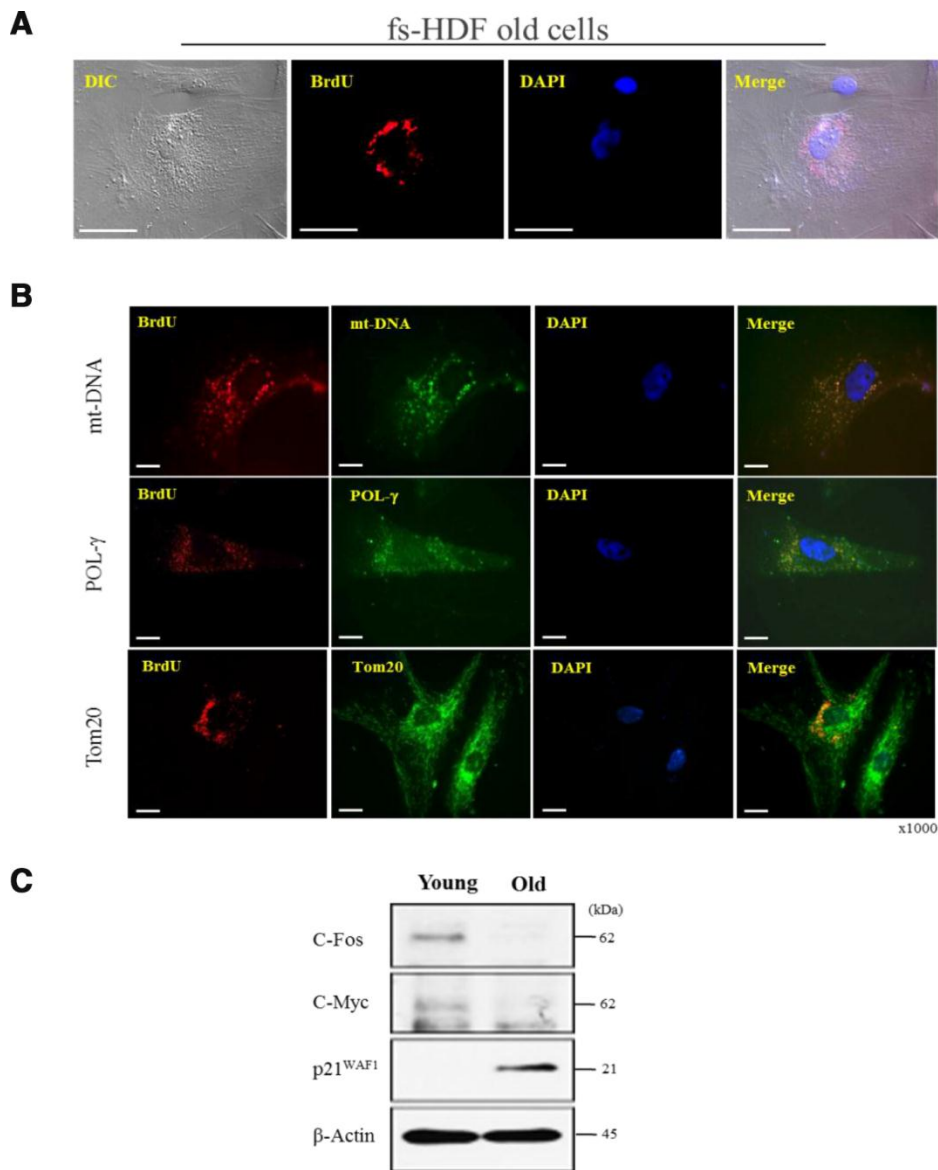 A
fs-HDF old cells
DIC BrdU DAPI Merge
B
mt-DNA
BrdU mt-DNA DAPI Merge
POL-γ
BrdU POL-γ DAPI Merge
Tom20
BrdU Tom20 DAPI Merge
x1000
C
Young Old
(kDa)
C-Fos 62
C-Myc 62
p21WAF1 21
β-Actin 45